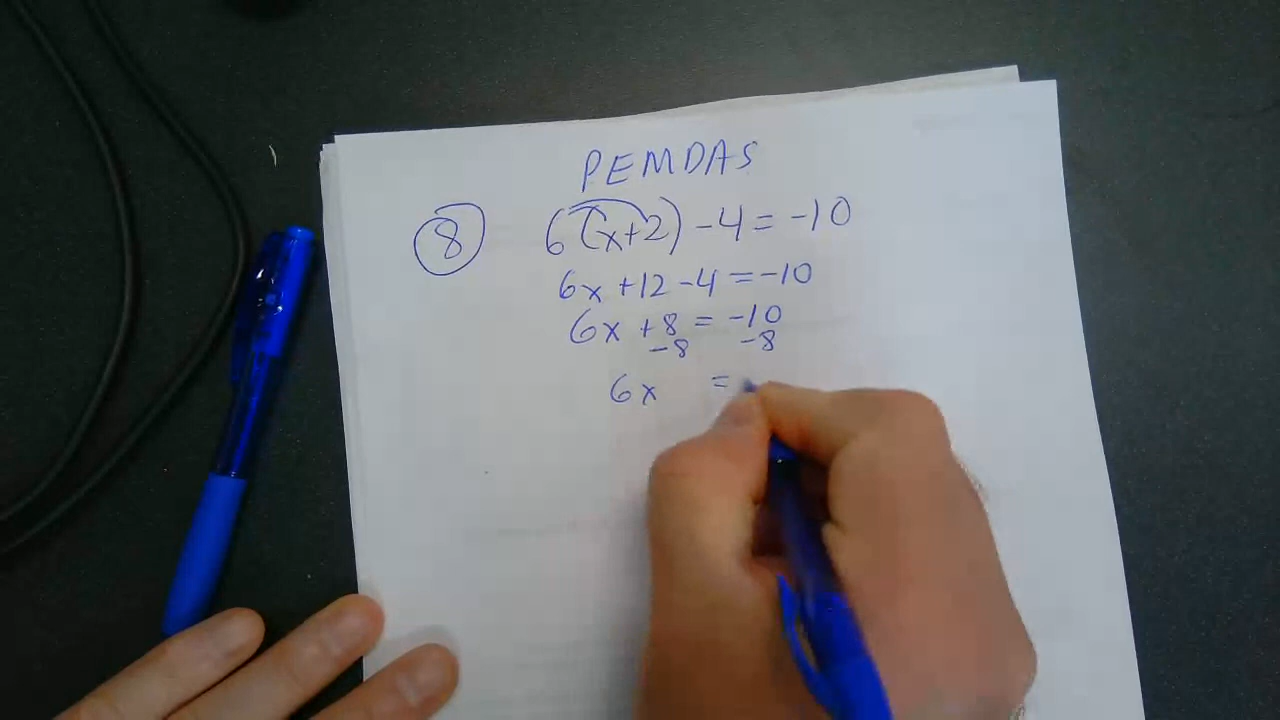 PEMDAS
8 6(x+2)-4=-10
6x+12-4=-10
6x+8=-10
-8 -8
6x =